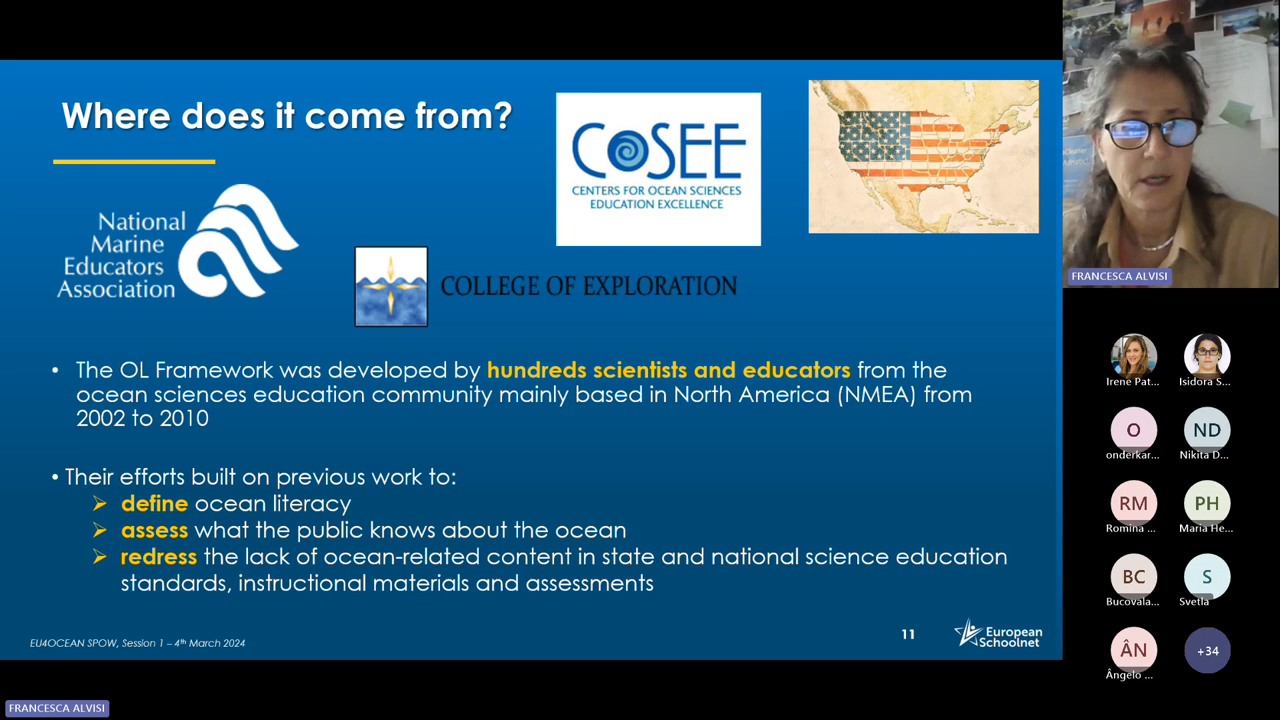 Where does it come from?
COSEE
CENTERS FOR OCEAN SCIENCES
EDUCATION EXCELLENCE
National
Marine
Educators
Association
COLLEGE OF EXPLORATION
• The OL Framework was developed by hundreds scientists and educators from the
ocean sciences education community mainly based in North America (NMEA) from
2002 to 2010
• Their efforts built on previous work to:
➢ define ocean literacy
➢ assess what the public knows about the ocean
➢ redress the lack of ocean-related content in state and national science education
standards, instructional materials and assessments
EU4OCEAN SPOW, Session 1 – 4th March 2024
11
European
Schoolnet
FRANCESCA ALVISI
Irene Pat...
Isidora S...
O
onderkar...
ND
Nikita D...
RM
Romina ...
PH
Maria He...
BC
Bucovala...
S
Svetla
ÂN
Ângelo ...
+34
FRANCESCA ALVISI